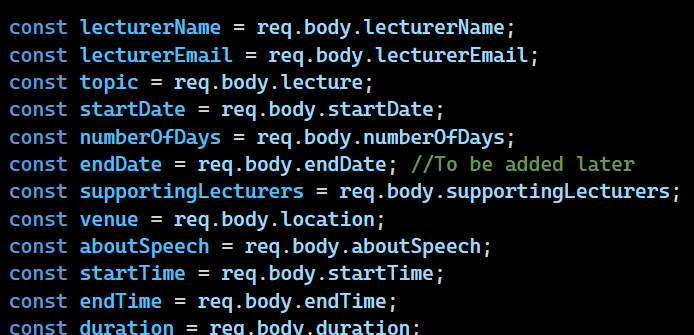 const lecturerName = req.body.lecturerName;
const lecturerEmail = req.body.lecturerEmail;
const topic = req.body.lecture;
const startDate = req.body.startDate;
const numberOfDays = req.body.numberOfDays;
const endDate = req.body.endDate; //To be added later
const supportingLecturers = req.body.supportingLecturers;
const venue = req.body.location;
const aboutSpeech = req.body.aboutSpeech;
const startTime = req.body.startTime;
const endTime = req.body.endTime;
const duration = req.body.duration;